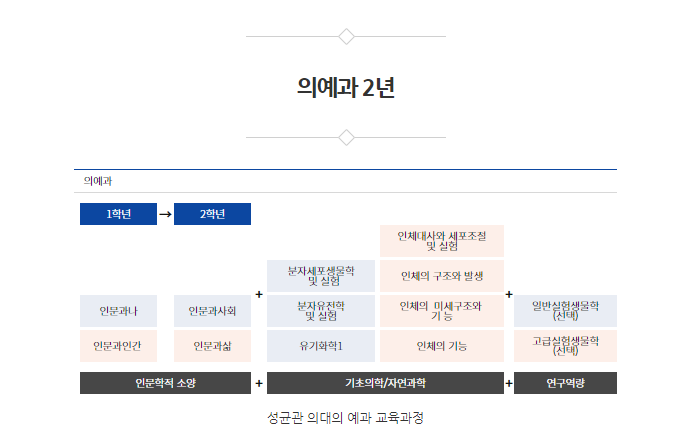 의예과 2년
의예과
1학년 → 2학년
인체대사와 세포조절
및 실험
분자세포생물학
및 실험
인체의 구조와 발생
+
+
인문과나
인문과사회
분자유전학
및 실험
인체의 미세구조와
기 능
일반실험생물학
(선택)
인문과인간
인문과삶
유기화학1
인체의 기능
고급실험생물학
(선택)
인문학적 소양 + 기초의학/자연과학 + 연구역량
성균관 의대의 예과 교육과정